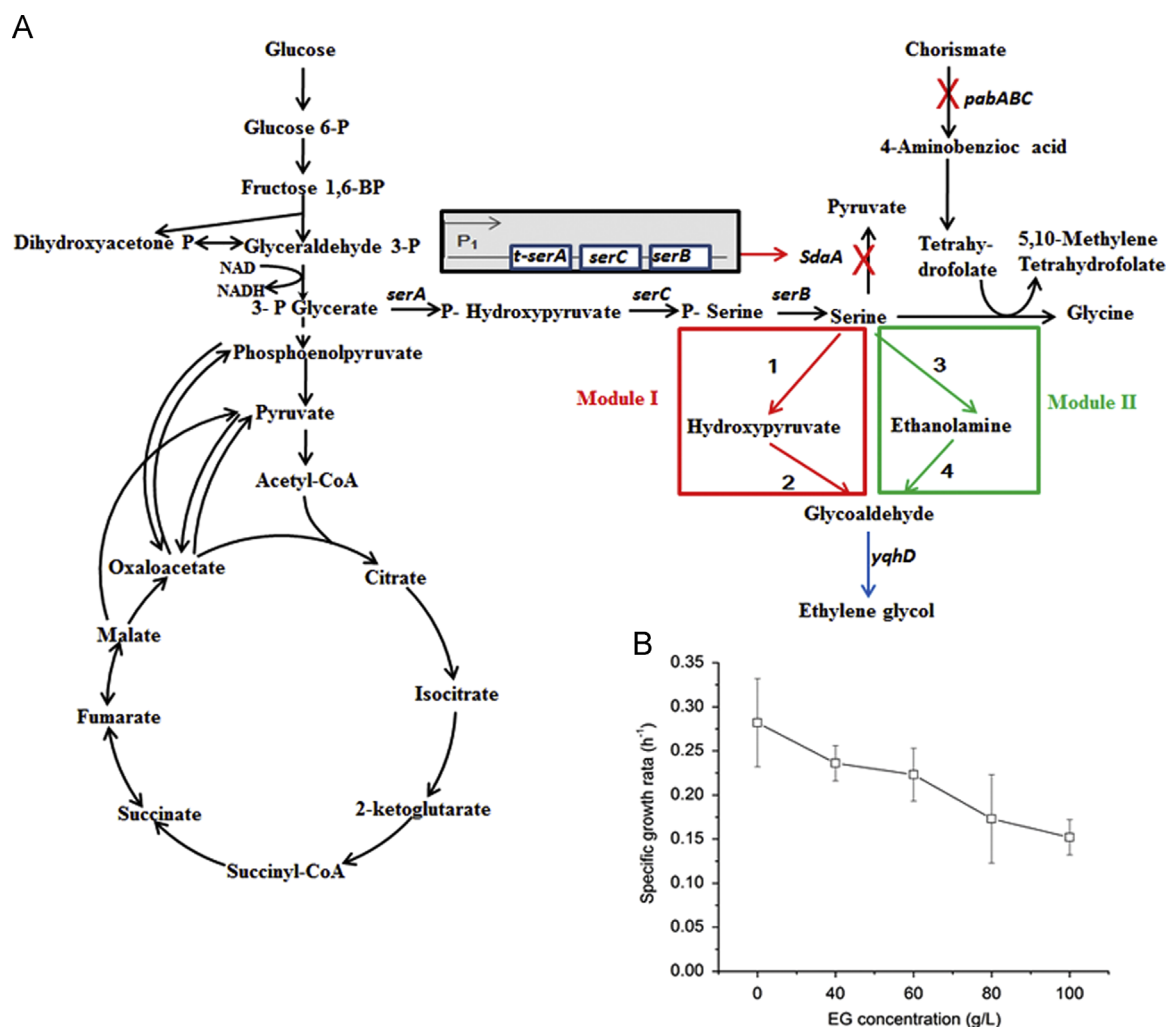 A
Glucose
Chorismate
pabABC
Glucose 6-P
4-Aminobenzioc acid
Fructose 1,6-BP
Pyruvate
Dihydroxyacetone P
Glyceraldehyde 3-P
P1
t-serA
serC
serB
SdaA
Tetrahy-
drofolate
5,10-Methylene
Tetrahydrofolate
NAD
NADH
3- P Glycerate
serA
P- Hydroxypyruvate
serC
P- Serine
serB
Serine
Glycine
Phosphoenolpyruvate
1
3
Module I
Module II
Pyruvate
Hydroxypyruvate
Ethanolamine
2
4
Acetyl-CoA
Glycoaldehyde
yqhD
Oxaloacetate
Citrate
Ethylene glycol
Malate
Isocitrate
Fumarate
Succinate
2-ketoglutarate
Succinyl-CoA
B
0.35
0.30
0.25
0.20
0.15
0.10
0.05
0.00
Specific growth rata (h-1)
0
40
60
80
100
EG concentration (g/L)